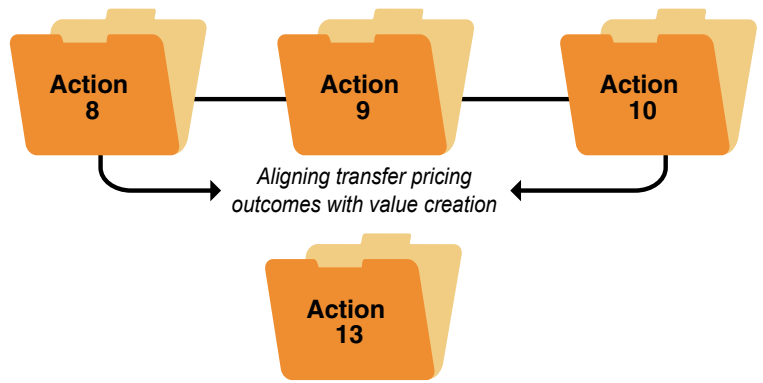 Action
8
Action
9
Action
10
Aligning transfer pricing
outcomes with value creation
Action
13